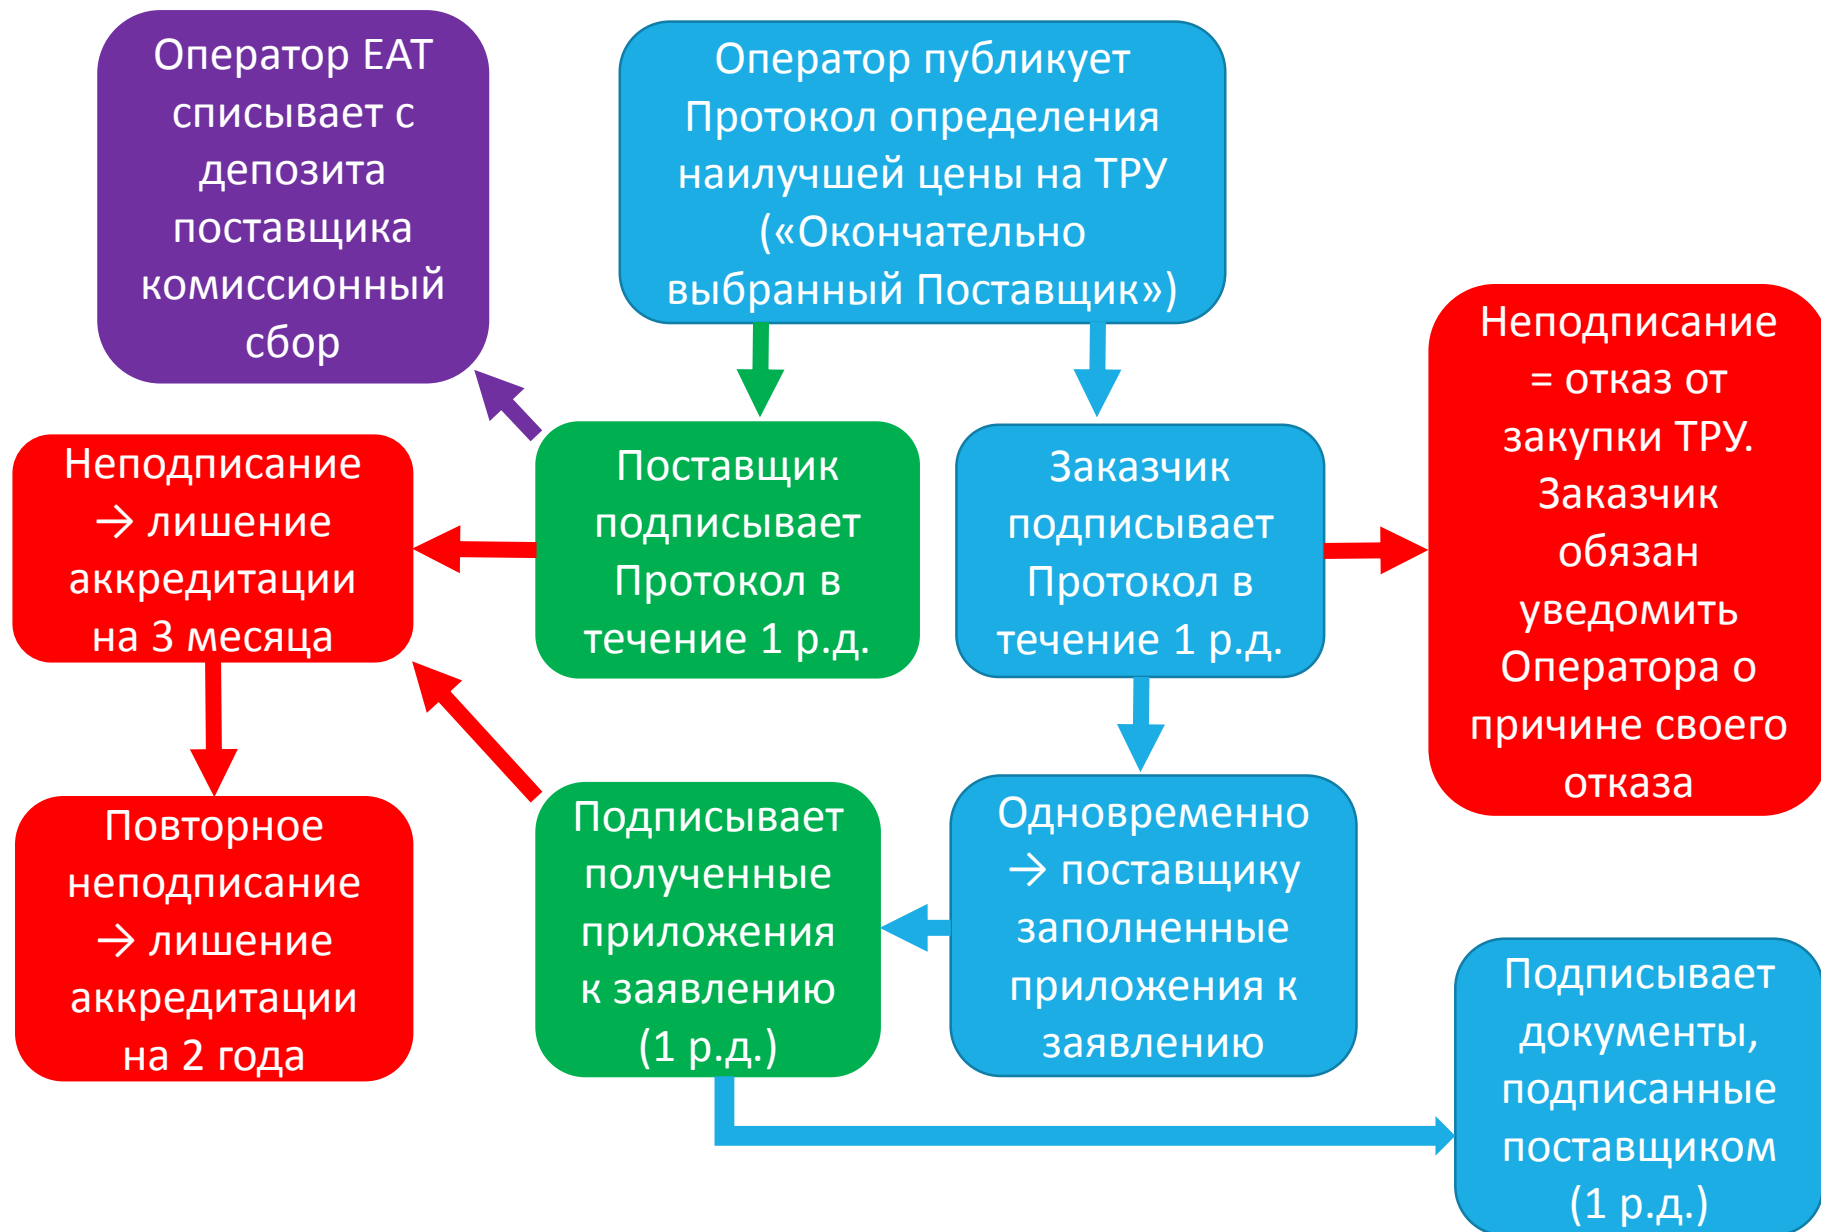 Оператор ЕАТ
списывает с
депозита
поставщика
комиссионный
сбор
Оператор публикует
Протокол определения
наилучшей цены на ТРУ
(«Окончательно
выбранный Поставщик»)
Неподписание
= отказ от
закупки ТРУ.
Заказчик
обязан
уведомить
Оператора о
причине своего
отказа
Неподписание
→ лишение
аккредитации
на 3 месяца
Поставщик
подписывает
Протокол в
течение 1 р.д.
Заказчик
подписывает
Протокол в
течение 1 р.д.
Повторное
неподписание
→ лишение
аккредитации
на 2 года
Подписывает
полученные
приложения
к заявлению
(1 р.д.)
Одновременно
→ поставщику
заполненные
приложения к
заявлению
Подписывает
документы,
подписанные
поставщиком
(1 р.д.)